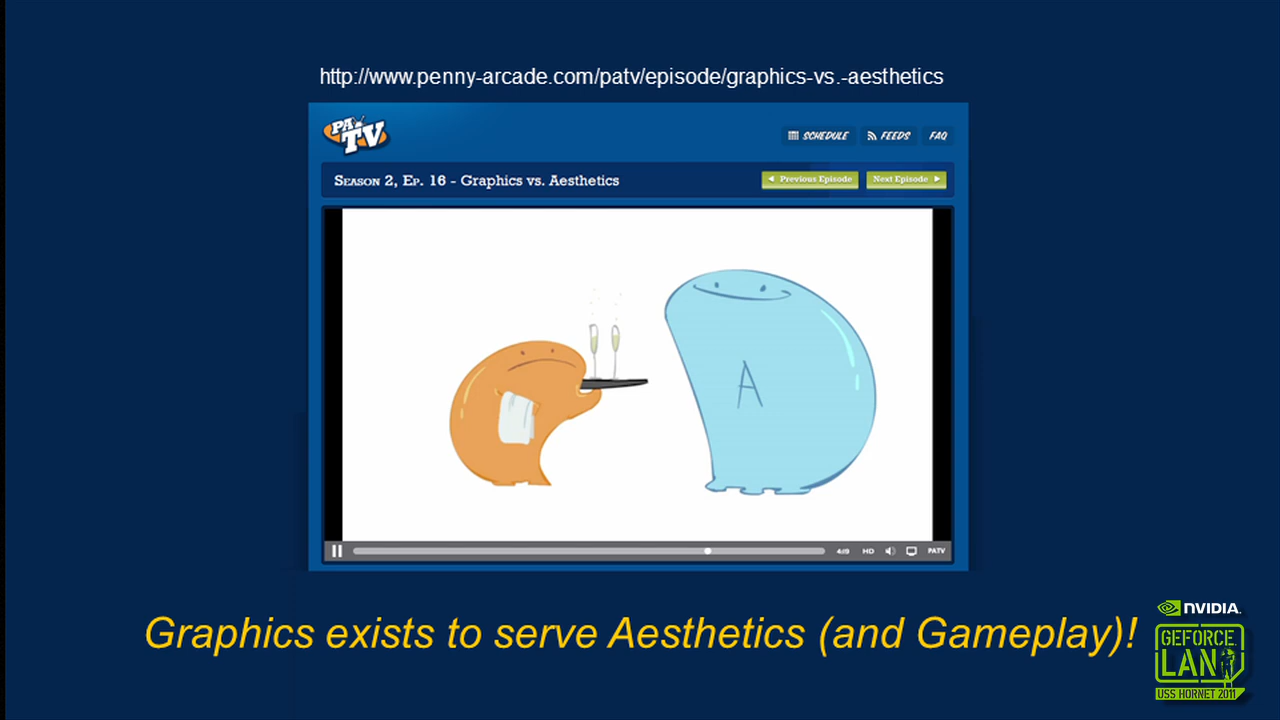 http://www.penny-arcade.com/patv/episode/graphics-vs.-aesthetics
PA TV
SCHEDULE
FEEDS
FAQ
Season 2, Ep. 16 - Graphics vs. Aesthetics
Previous Episode
Next Episode
A
4:19
HD
PATV
Graphics exists to serve Aesthetics (and Gameplay)!
NVIDIA.
GEFORCE
LAN
USS HORNET 2011